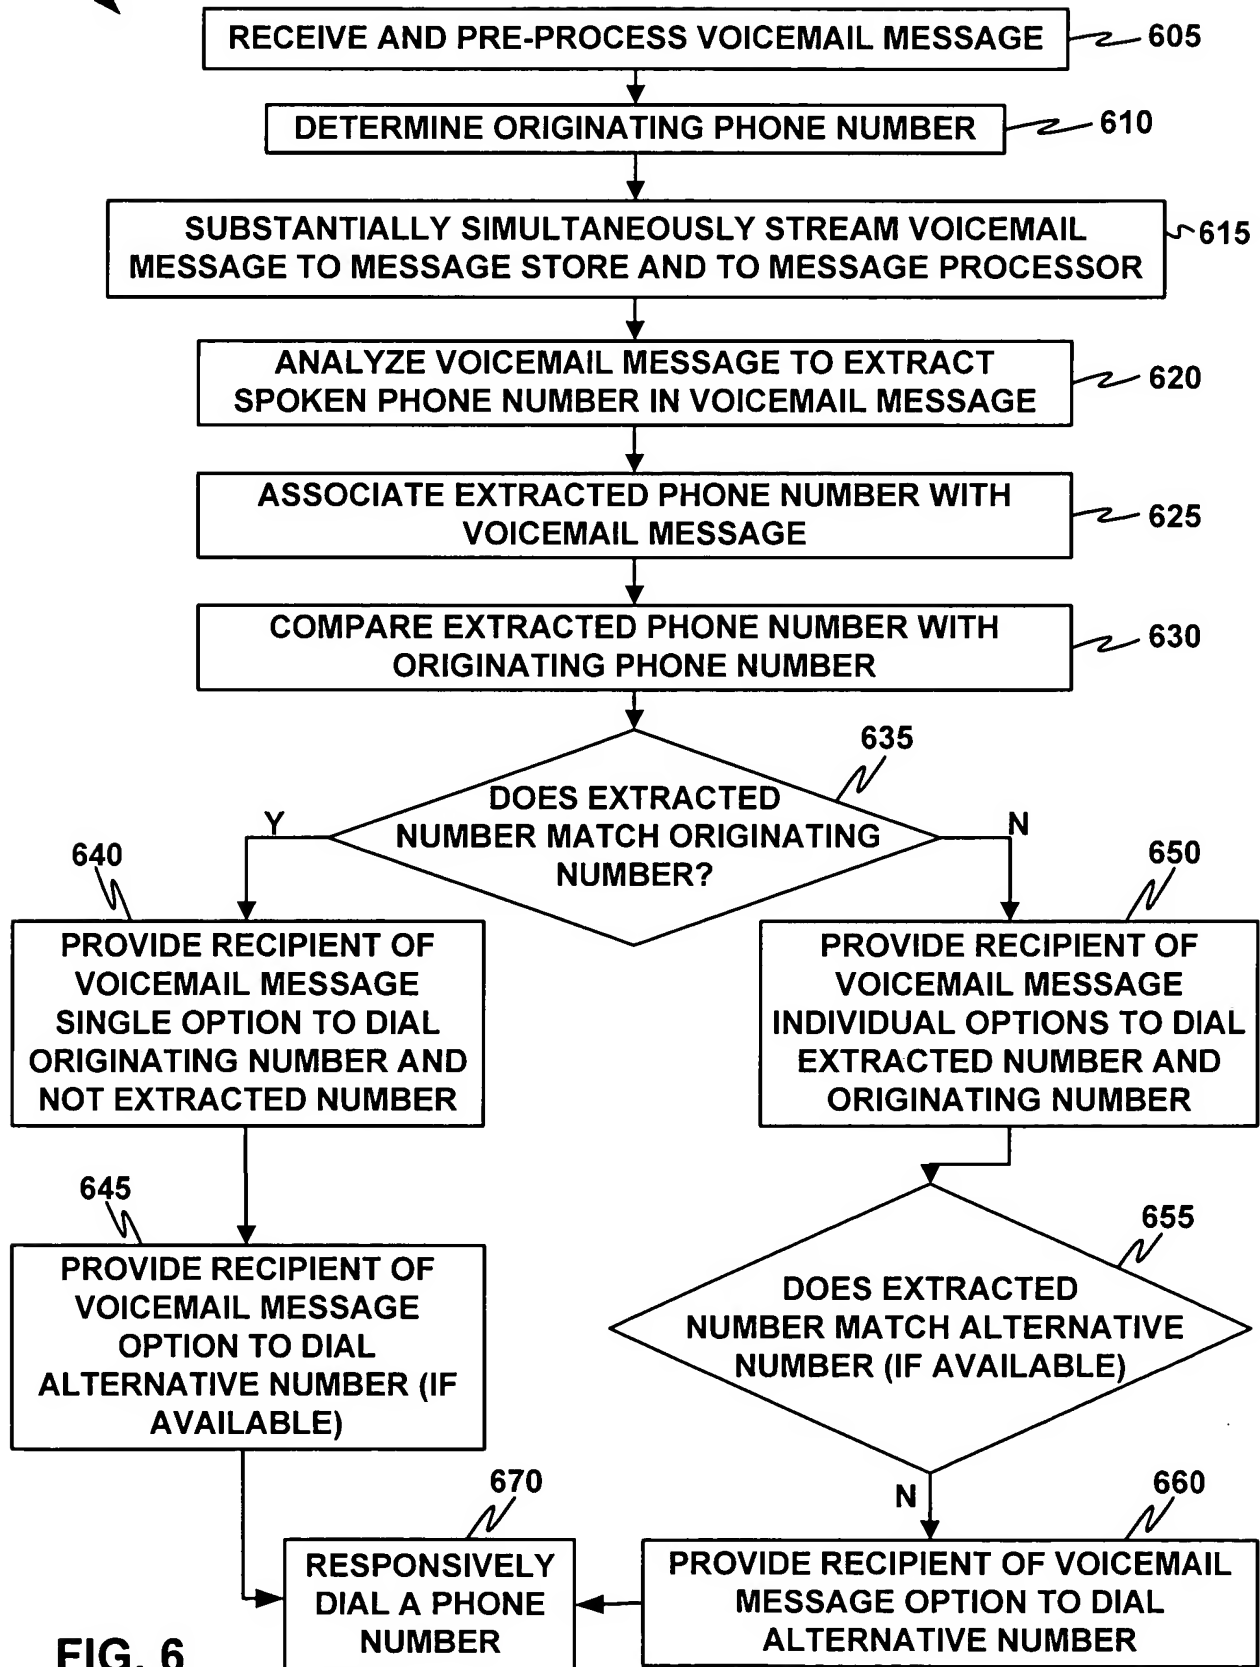 RECEIVE AND PRE-PROCESS VOICEMAIL MESSAGE
605
DETERMINE ORIGINATING PHONE NUMBER
610
SUBSTANTIALLY SIMULTANEOUSLY STREAM VOICEMAIL
MESSAGE TO MESSAGE STORE AND TO MESSAGE PROCESSOR
615
ANALYZE VOICEMAIL MESSAGE TO EXTRACT
SPOKEN PHONE NUMBER IN VOICEMAIL MESSAGE
620
ASSOCIATE EXTRACTED PHONE NUMBER WITH
VOICEMAIL MESSAGE
625
COMPARE EXTRACTED PHONE NUMBER WITH
ORIGINATING PHONE NUMBER
630
635
DOES EXTRACTED
NUMBER MATCH ORIGINATING
NUMBER?
Y
N
640
PROVIDE RECIPIENT OF
VOICEMAIL MESSAGE
SINGLE OPTION TO DIAL
ORIGINATING NUMBER AND
NOT EXTRACTED NUMBER
650
PROVIDE RECIPIENT OF
VOICEMAIL MESSAGE
INDIVIDUAL OPTIONS TO DIAL
EXTRACTED NUMBER AND
ORIGINATING NUMBER
645
PROVIDE RECIPIENT OF
VOICEMAIL MESSAGE
OPTION TO DIAL
ALTERNATIVE NUMBER (IF
AVAILABLE)
655
DOES EXTRACTED
NUMBER MATCH ALTERNATIVE
NUMBER (IF AVAILABLE)
N
670
RESPONSIVELY
DIAL A PHONE
NUMBER
660
PROVIDE RECIPIENT OF VOICEMAIL
MESSAGE OPTION TO DIAL
ALTERNATIVE NUMBER
FIG. 6